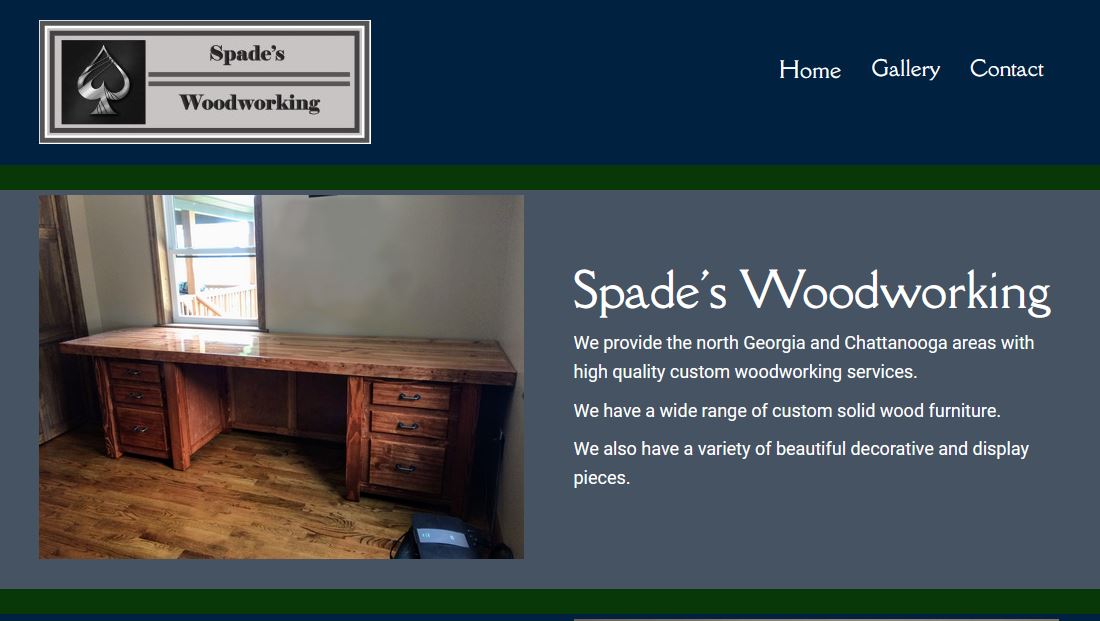 Spade's
Woodworking
Home Gallery Contact
Spade's Woodworking
We provide the north Georgia and Chattanooga areas with
high quality custom woodworking services.
We have a wide range of custom solid wood furniture.
We also have a variety of beautiful decorative and display
pieces.